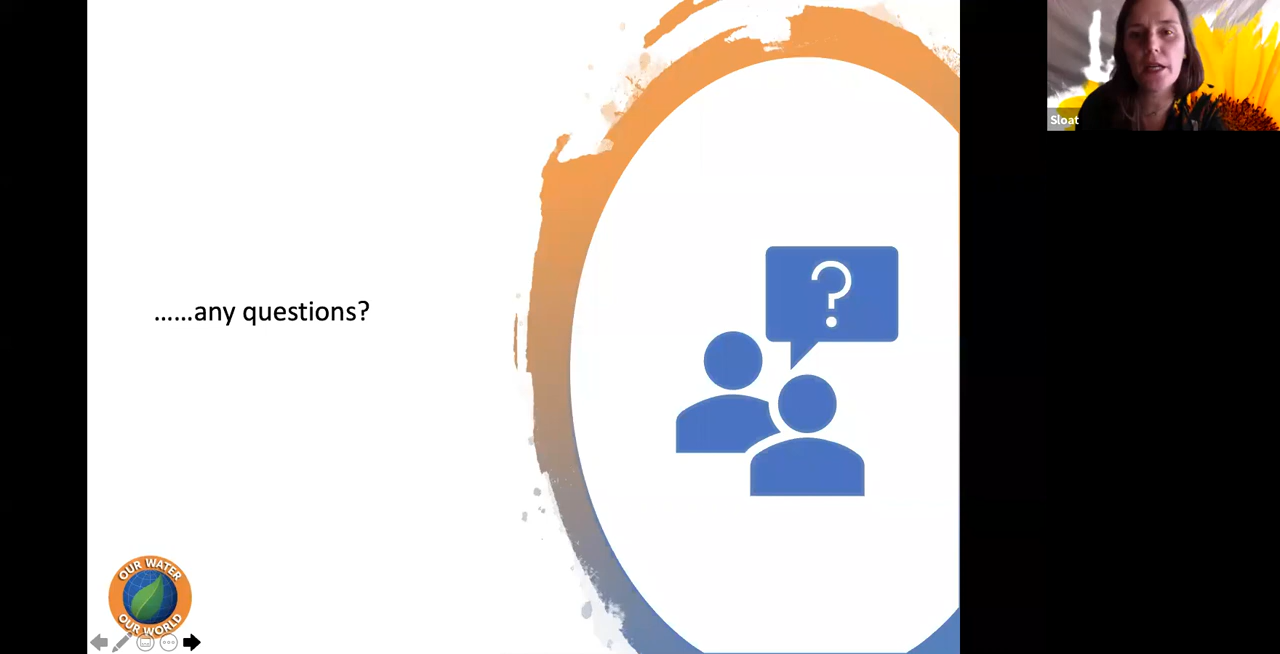 ......any questions?
?
OUR WATER
OUR WORLD
Sloat